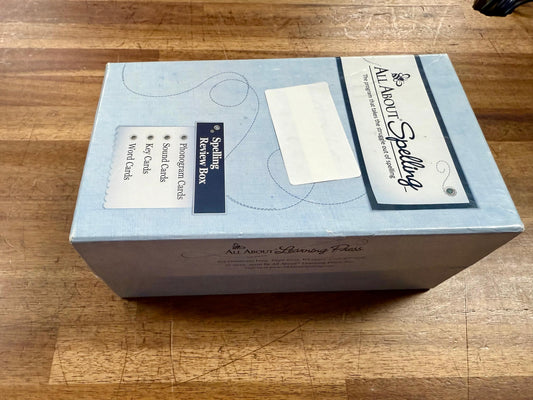 All About
Spelling
The program that takes the struggle out of spelling
Spelling
Review Box
Phonogram Cards
Sound Cards
Key Cards
Word Cards
All About Learning Press